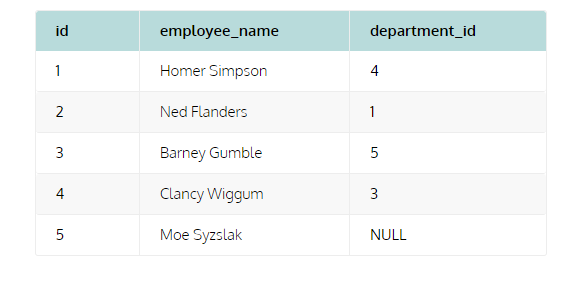 id employee_name department_id
1 Homer Simpson 4
2 Ned Flanders 1
3 Barney Gumble 5
4 Clancy Wiggum 3
5 Moe Syzslak NULL